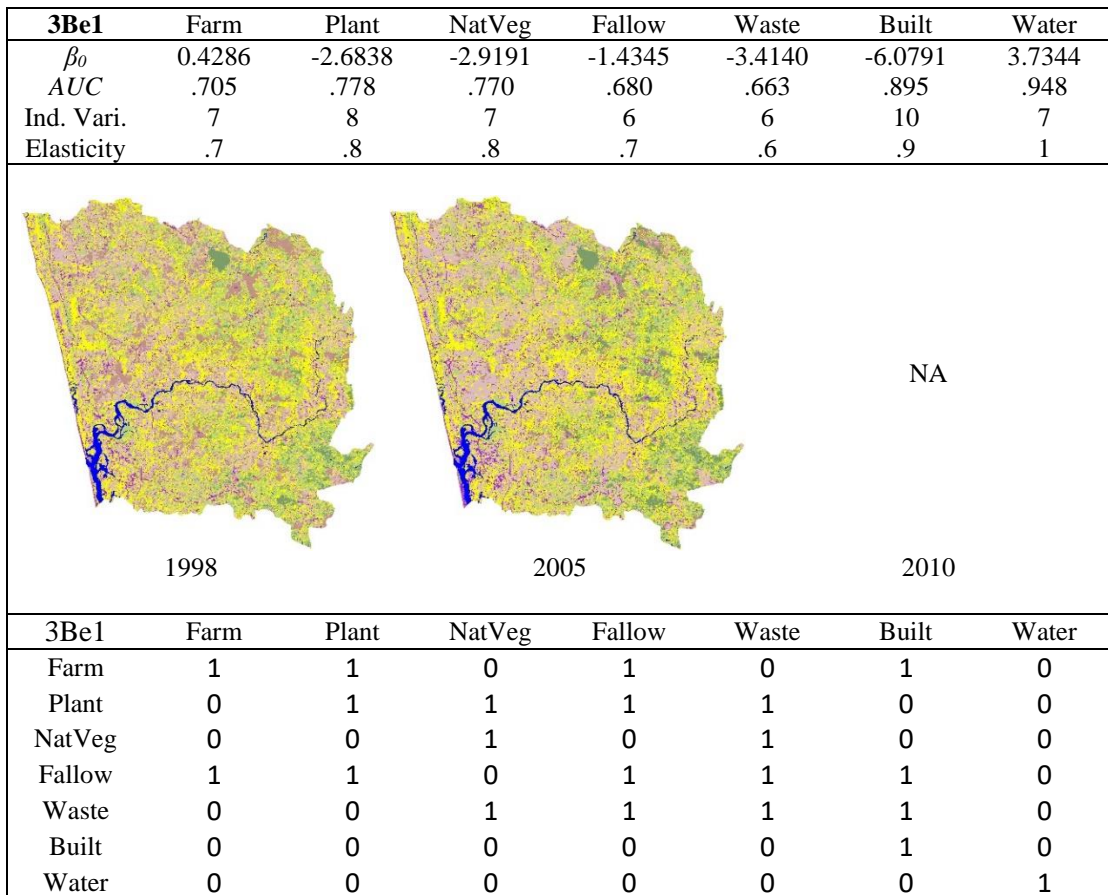 3Be1 Farm Plant NatVeg Fallow Waste Built Water
β0 0.4286 -2.6838 -2.9191 -1.4345 -3.4140 -6.0791 3.7344
AUC .705 .778 .770 .680 .663 .895 .948
Ind. Vari. 7 8 7 6 6 10 7
Elasticity .7 .8 .8 .7 .6 .9 1
NA
1998 2005 2010
3Be1 Farm Plant NatVeg Fallow Waste Built Water
Farm 1 1 0 1 0 1 0
Plant 0 1 1 1 1 0 0
NatVeg 0 0 1 0 1 0 0
Fallow 1 1 0 1 1 1 0
Waste 0 0 1 1 1 1 0
Built 0 0 0 0 0 1 0
Water 0 0 0 0 0 0 1